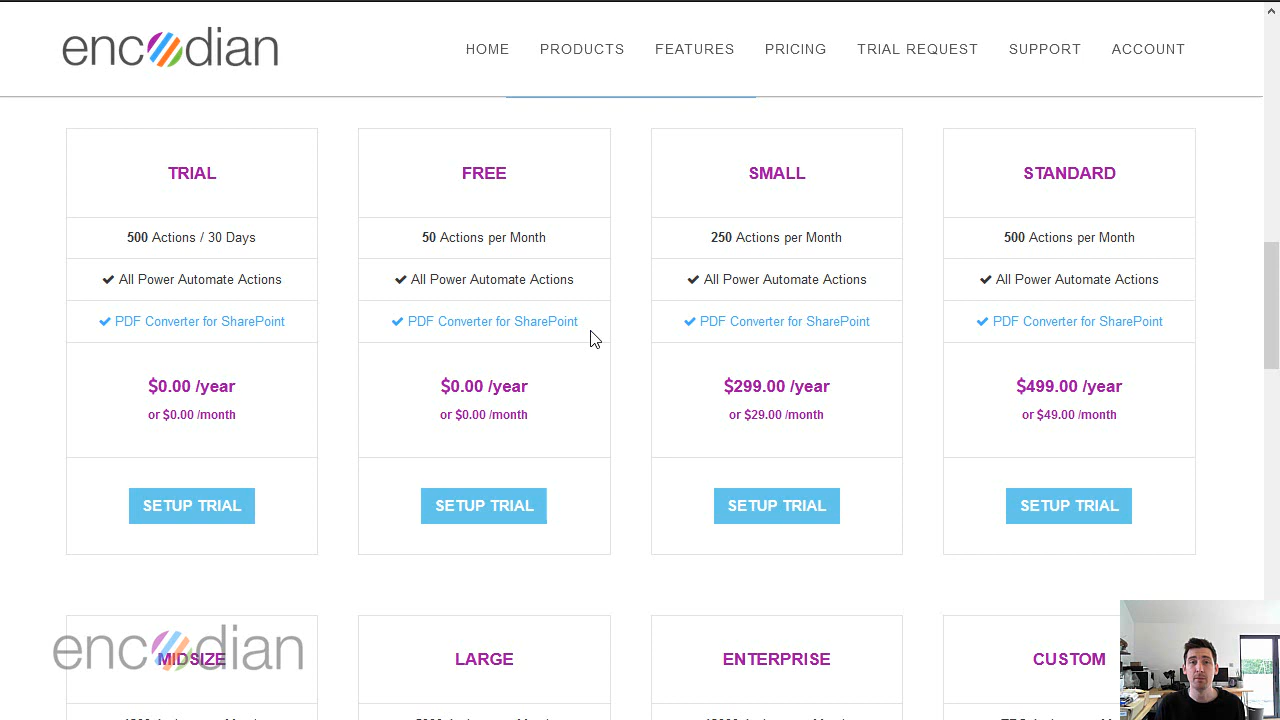 encodian
HOME PRODUCTS FEATURES PRICING TRIAL REQUEST SUPPORT ACCOUNT
TRIAL
500 Actions / 30 Days
All Power Automate Actions
PDF Converter for SharePoint
$0.00 /year
or $0.00 /month
SETUP TRIAL
FREE
50 Actions per Month
All Power Automate Actions
PDF Converter for SharePoint
$0.00 /year
or $0.00 /month
SETUP TRIAL
SMALL
250 Actions per Month
All Power Automate Actions
PDF Converter for SharePoint
$299.00 /year
or $29.00 /month
SETUP TRIAL
STANDARD
500 Actions per Month
All Power Automate Actions
PDF Converter for SharePoint
$499.00 /year
or $49.00 /month
SETUP TRIAL
encodian
MIDSIZE
LARGE
ENTERPRISE
CUSTOM